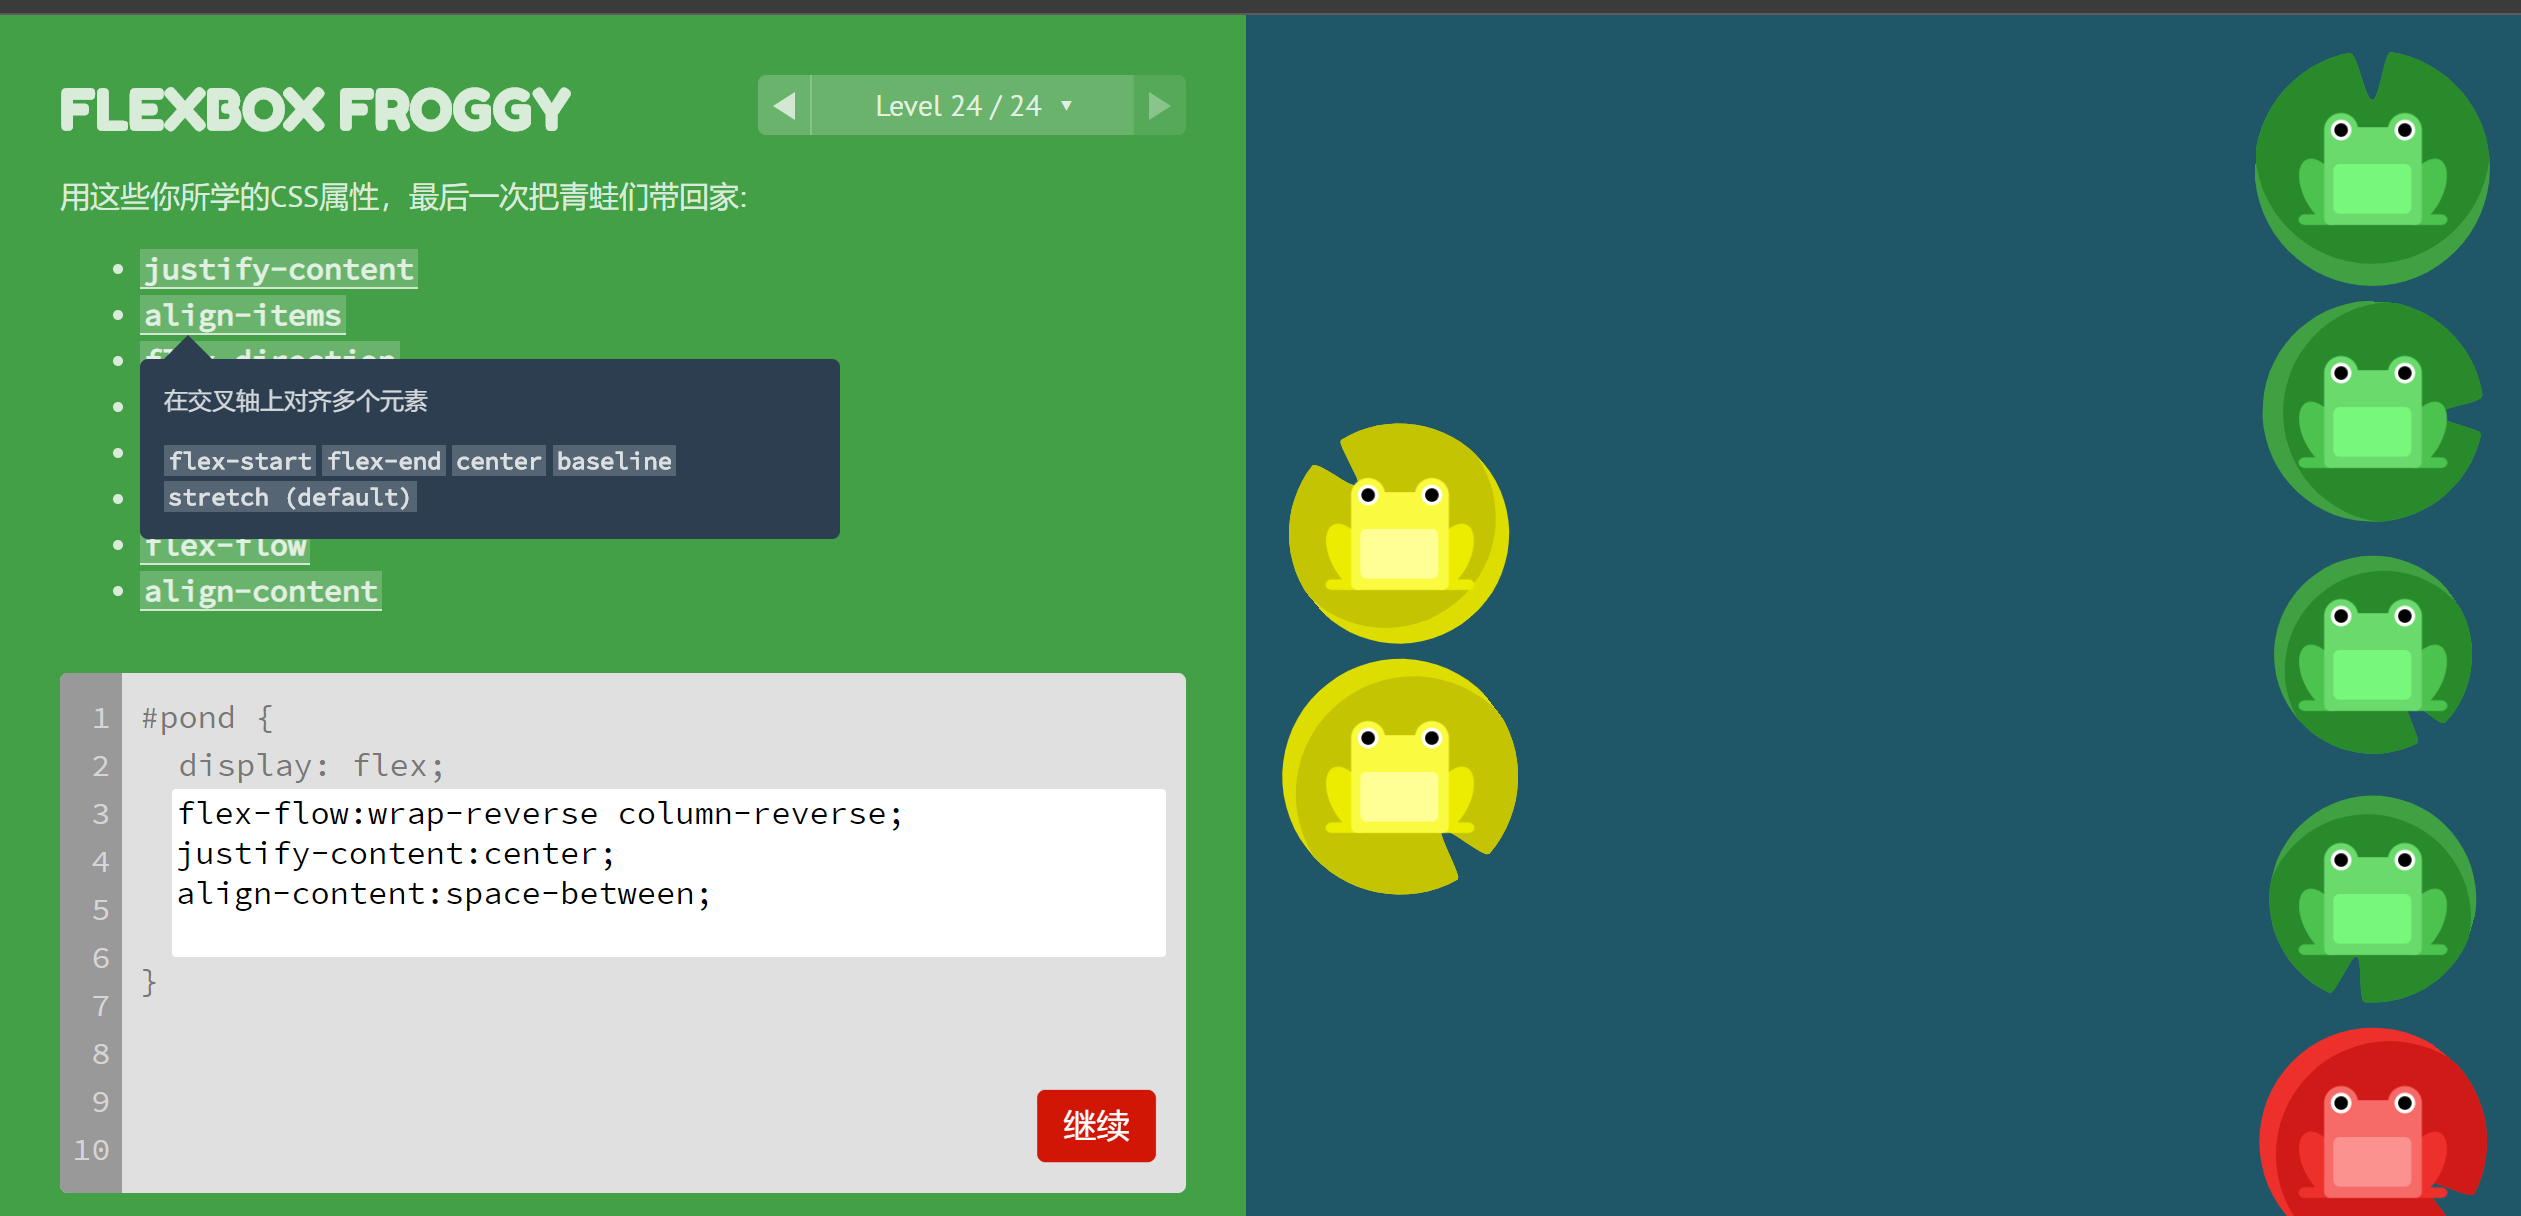 FLEXBOX FROGGY
Level 24 / 24
用这些你所学的CSS属性，最后一次把青蛙们带回家:
justify-content
align-items
flex-direction
在交叉轴上对齐多个元素
flex-start flex-end center baseline
stretch (default)
flex-flow
align-content
1 #pond {
2 display: flex;
3 flex-flow:wrap-reverse column-reverse;
4 justify-content:center;
5 align-content:space-between;
6 }
7
8
9
10
继续